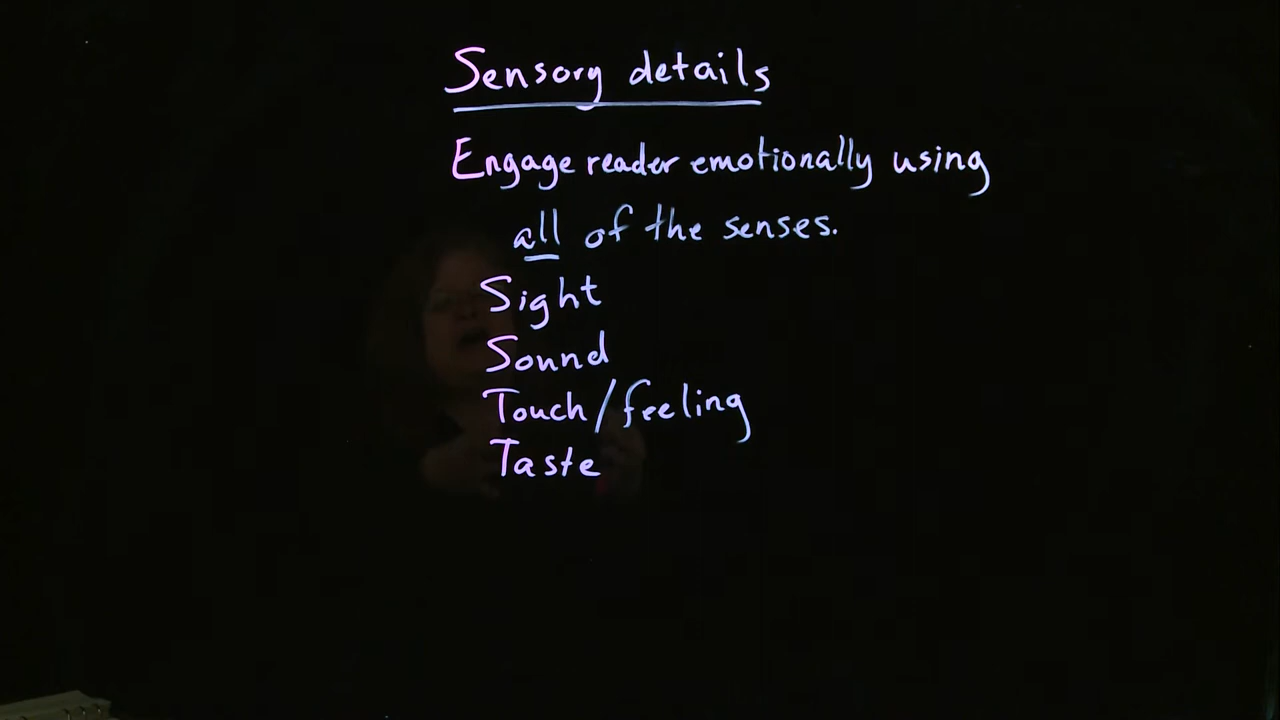 Sensory details
Engage reader emotionally using
all of the senses.
Sight
Sound
Touch/feeling
Taste